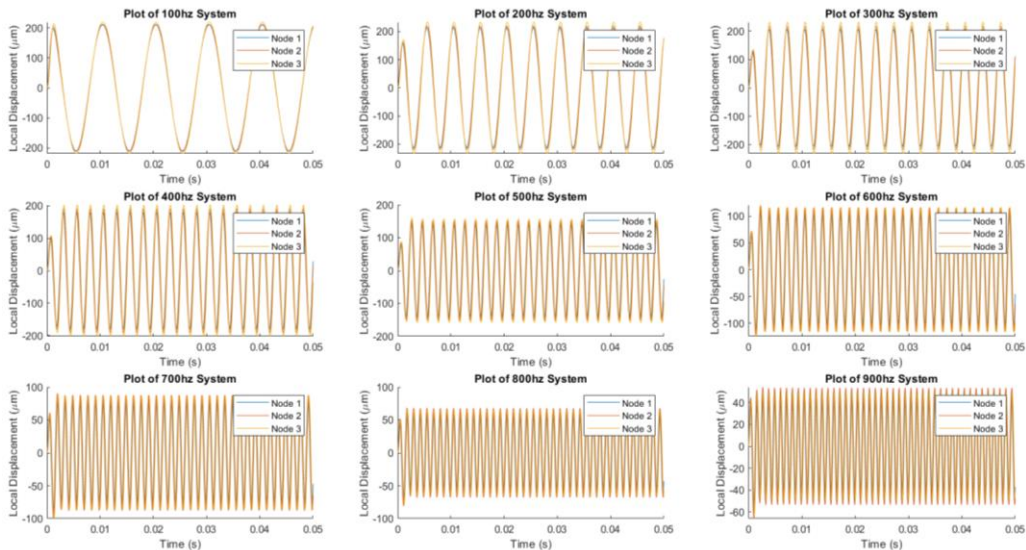 Plot of 100hz System
Local Displacement (μm)
200
100
0
-100
-200
0
0.01
0.02
0.03
0.04
0.05
Time (s)
Node 1
Node 2
Node 3
Plot of 200hz System
Local Displacement (μm)
200
100
0
-100
-200
0
0.01
0.02
0.03
0.04
0.05
Time (s)
Node 1
Node 2
Node 3
Plot of 300hz System
Local Displacement (μm)
200
100
0
-100
-200
0
0.01
0.02
0.03
0.04
0.05
Time (s)
Node 1
Node 2
Node 3
Plot of 400hz System
Local Displacement (μm)
200
100
0
-100
-200
0
0.01
0.02
0.03
0.04
0.05
Time (s)
Node 1
Node 2
Node 3
Plot of 500hz System
Local Displacement (μm)
200
100
0
-100
-200
0
0.01
0.02
0.03
0.04
0.05
Time (s)
Node 1
Node 2
Node 3
Plot of 600hz System
Local Displacement (μm)
100
50
0
-50
-100
0
0.01
0.02
0.03
0.04
0.05
Time (s)
Node 1
Node 2
Node 3
Plot of 700hz System
Local Displacement (μm)
100
50
0
-50
-100
0
0.01
0.02
0.03
0.04
0.05
Time (s)
Node 1
Node 2
Node 3
Plot of 800hz System
Local Displacement (μm)
100
50
0
-50
-100
0
0.01
0.02
0.03
0.04
0.05
Time (s)
Node 1
Node 2
Node 3
Plot of 900hz System
Local Displacement (μm)
40
20
0
-20
-40
-60
0
0.01
0.02
0.03
0.04
0.05
Time (s)
Node 1
Node 2
Node 3